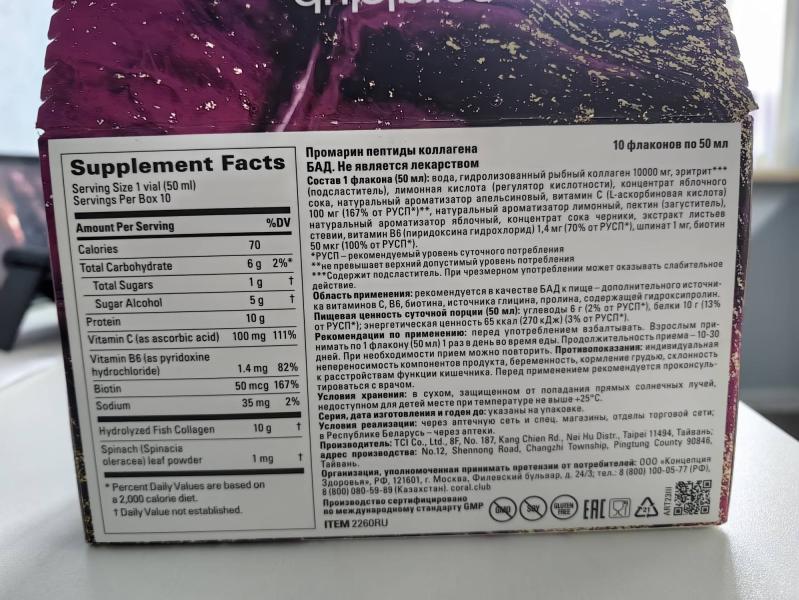 Supplement Facts
Serving Size 1 vial (50 ml)
Servings Per Box 10
Amount Per Serving %DV
Calories 70
Total Carbohydrate 6 g 2%*
Total Sugars 1 g †
Sugar Alcohol 5 g †
Protein 10 g
Vitamin C (as ascorbic acid) 100 mg 111%
Vitamin B6 (as pyridoxine
hydrochloride) 1.4 mg 82%
Biotin 50 mcg 167%
Sodium 35 mg 2%
Hydrolyzed Fish Collagen 10 g †
Spinach (Spinacia
oleracea) leaf powder 1 mg †
* Percent Daily Values are based on
a 2,000 calorie diet.
† Daily Value not established.
Промарин пептиды коллагена 10 флаконов по 50 мл
БАД. Не является лекарством
Состав 1 флакона (50 мл): вода, гидролизованный рыбный коллаген 10000 мг, эритрит***
(подсластитель), лимонная кислота (регулятор кислотности), концентрат яблочного
сока, натуральный ароматизатор апельсиновый, витамин С (L-аскорбиновая кислота)
100 мг (167% от РУСП*)**, натуральный ароматизатор лимонный, пектин (загуститель),
натуральный ароматизатор яблочный, концентрат сока черники, экстракт листьев
стевии, витамин В6 (пиридоксина гидрохлорид) 1,4 мг (70% от РУСП*), шпинат 1 мг, биотин
50 мкг (100% от РУСП*).
*РУСП – рекомендуемый уровень суточного потребления
**не превышает верхний допустимый уровень потребления
***Содержит подсластитель. При чрезмерном употреблении может оказывать слабительное
действие.
Область применения: рекомендуется в качестве БАД к пище – дополнительного источни-
ка витаминов С, В6, биотина, источника глицина, пролина, содержащей гидроксипролин.
Пищевая ценность суточной порции (50 мл): углеводы 6 г (2% от РУСП*), белки 10 г (13%
от РУСП*); энергетическая ценность 65 ккал (270 кДж) (3% от РУСП*).
Рекомендации по применению: перед употреблением взбалтывать. Взрослым при-
нимать по 1 флакону (50 мл) 1 раз в день во время еды. Продолжительность приема – 10-30
дней. При необходимости прием можно повторить. Противопоказания: индивидуальная
непереносимость компонентов продукта, беременность, кормление грудью, склонность
к расстройствам функции кишечника. Перед применением рекомендуется проконсуль-
тироваться с врачом.
Условия хранения: в сухом, защищенном от попадания прямых солнечных лучей,
недоступном для детей месте при температуре не выше +25°С.
Серия, дата изготовления и годен до: указаны на упаковке.
Условия реализации: через аптечную сеть и спец. магазины, отделы торговой сети;
в Республике Беларусь – через аптеки.
Производитель: TCI Co., Ltd., 8F, No. 187, Kang Chien Rd., Nei Hu Distr., Taipei 11494, Тайвань;
адрес производства: No.12, Shennong Road, Changzhi Township, Pingtung County 90846,
Тайвань.
Организация, уполномоченная принимать претензии от потребителей: ООО «Концепция
Здоровья», РФ, 121601, г. Москва, Филевский бульвар, д. 24/3; тел.: 8 (800) 100-05-77 (РФ),
8 (800) 080-59-89 (Казахстан). coral.club
Производство сертифицировано
по международному стандарту GMP
ITEM 2260RU
GMO
SOY
GLUTEN
FREE
EAC
21
ART23III